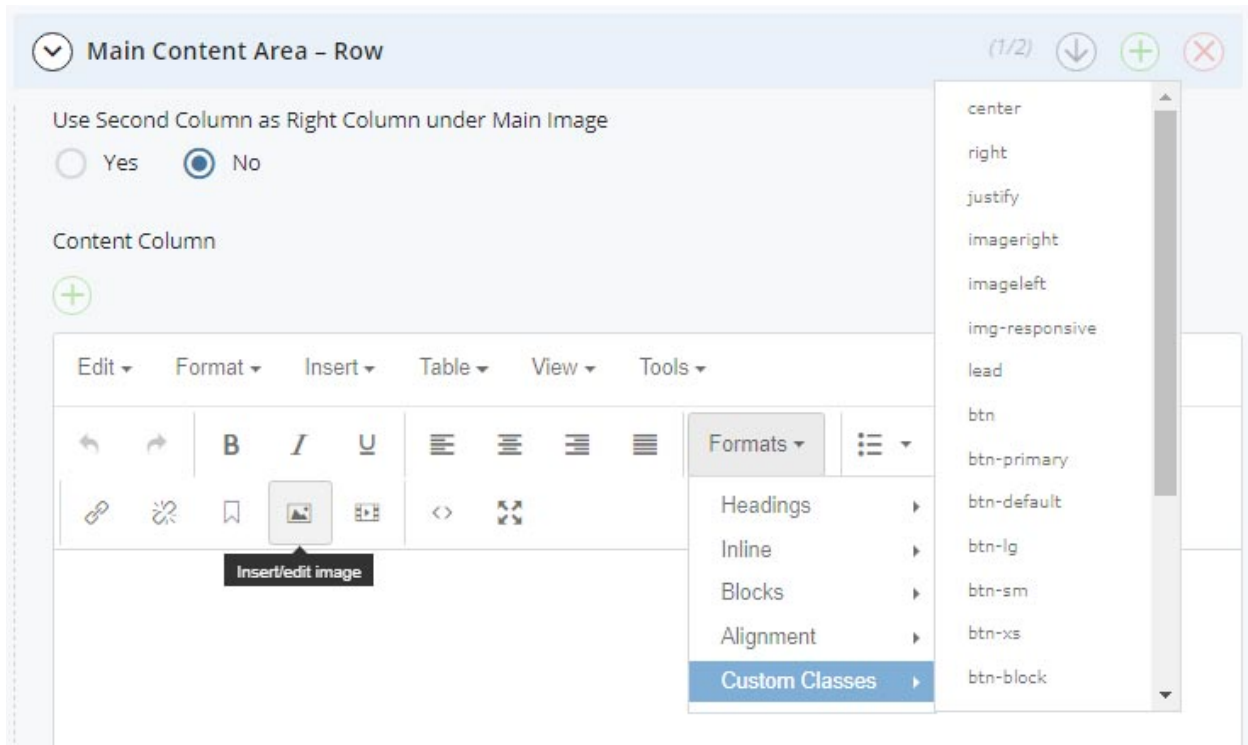 Main Content Area – Row
(1/2)
Use Second Column as Right Column under Main Image
Yes No
Content Column
Edit Format Insert Table View Tools
B I U
Formats
Insert/edit image
Headings
Inline
Blocks
Alignment
Custom Classes
center
right
justify
imageright
imageleft
img-responsive
lead
btn
btn-primary
btn-default
btn-lg
btn-sm
btn-xs
btn-block